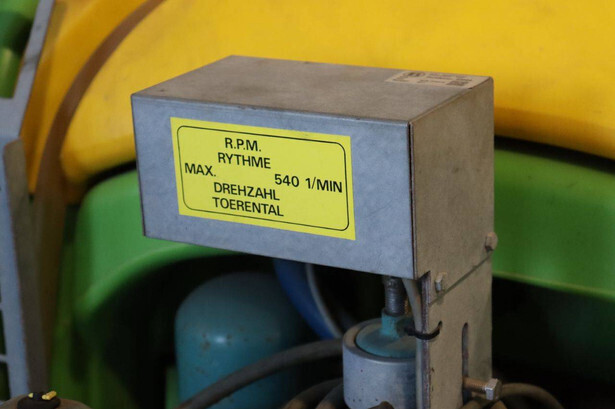 R.P.M.
RYTHME
MAX. 540 1/MIN
DREHZAHL
TOERENTAL